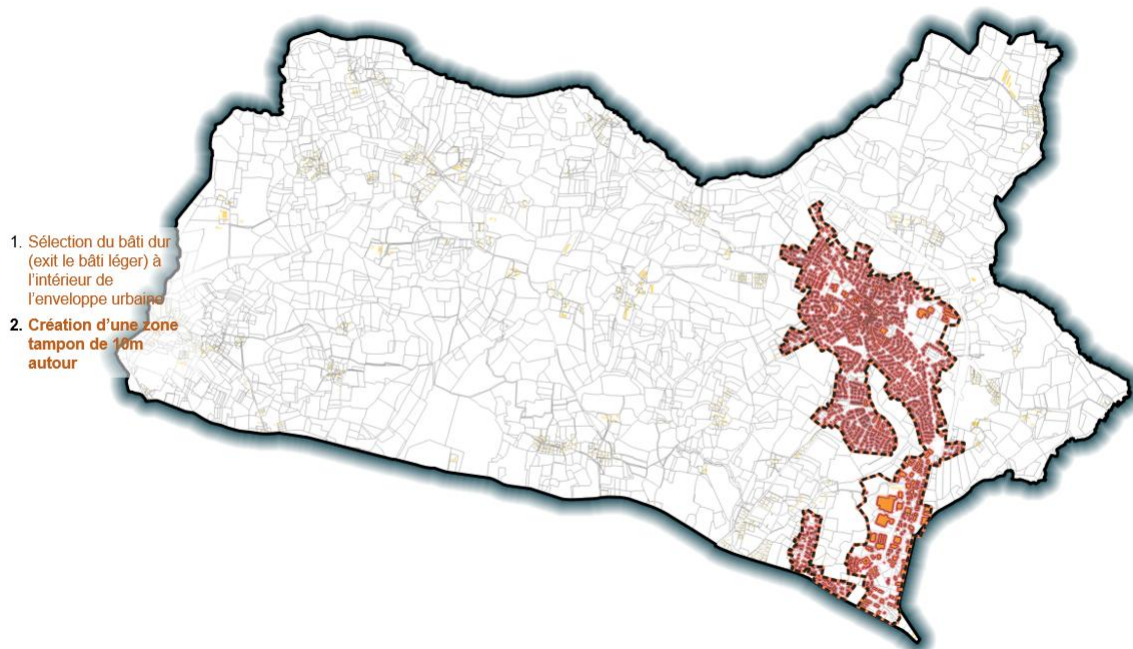 1. Sélection du bâti dur
(exit le bâti léger) à
l'intérieur de
l'enveloppe urbaine
2. Création d'une zone
tampon de 10m
autour